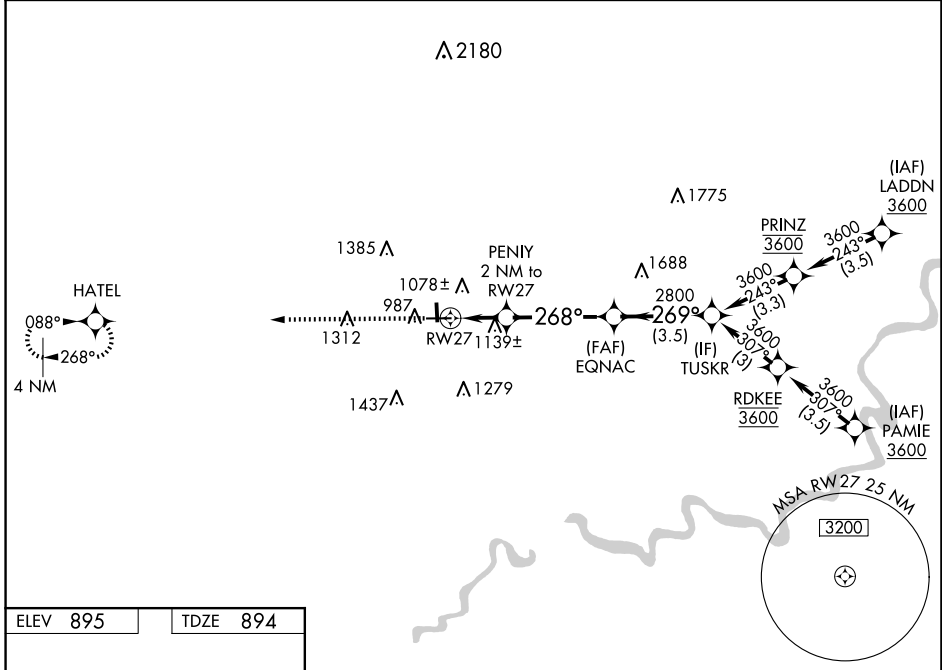 2180
(IAF)
LADDN
3600
1775
PRINZ
3600
3600
243°
(3.5)
1385
PENIY
2 NM to
RW27
1688
3600
243°
(3.3)
HATEL
1078±
987
2800
088°
268°
269°
1312
RW27
1139±
(3.5)
(FAF)
EQNAC
(IF)
TUSKR
3600
307°
(3)
268°
4 NM
1437
1279
RDKEE
3600
3600
307°
(3.5)
(IAF)
PAMIE
3600
MSA RW27 25 NM
3200
ELEV 895
TDZE 894